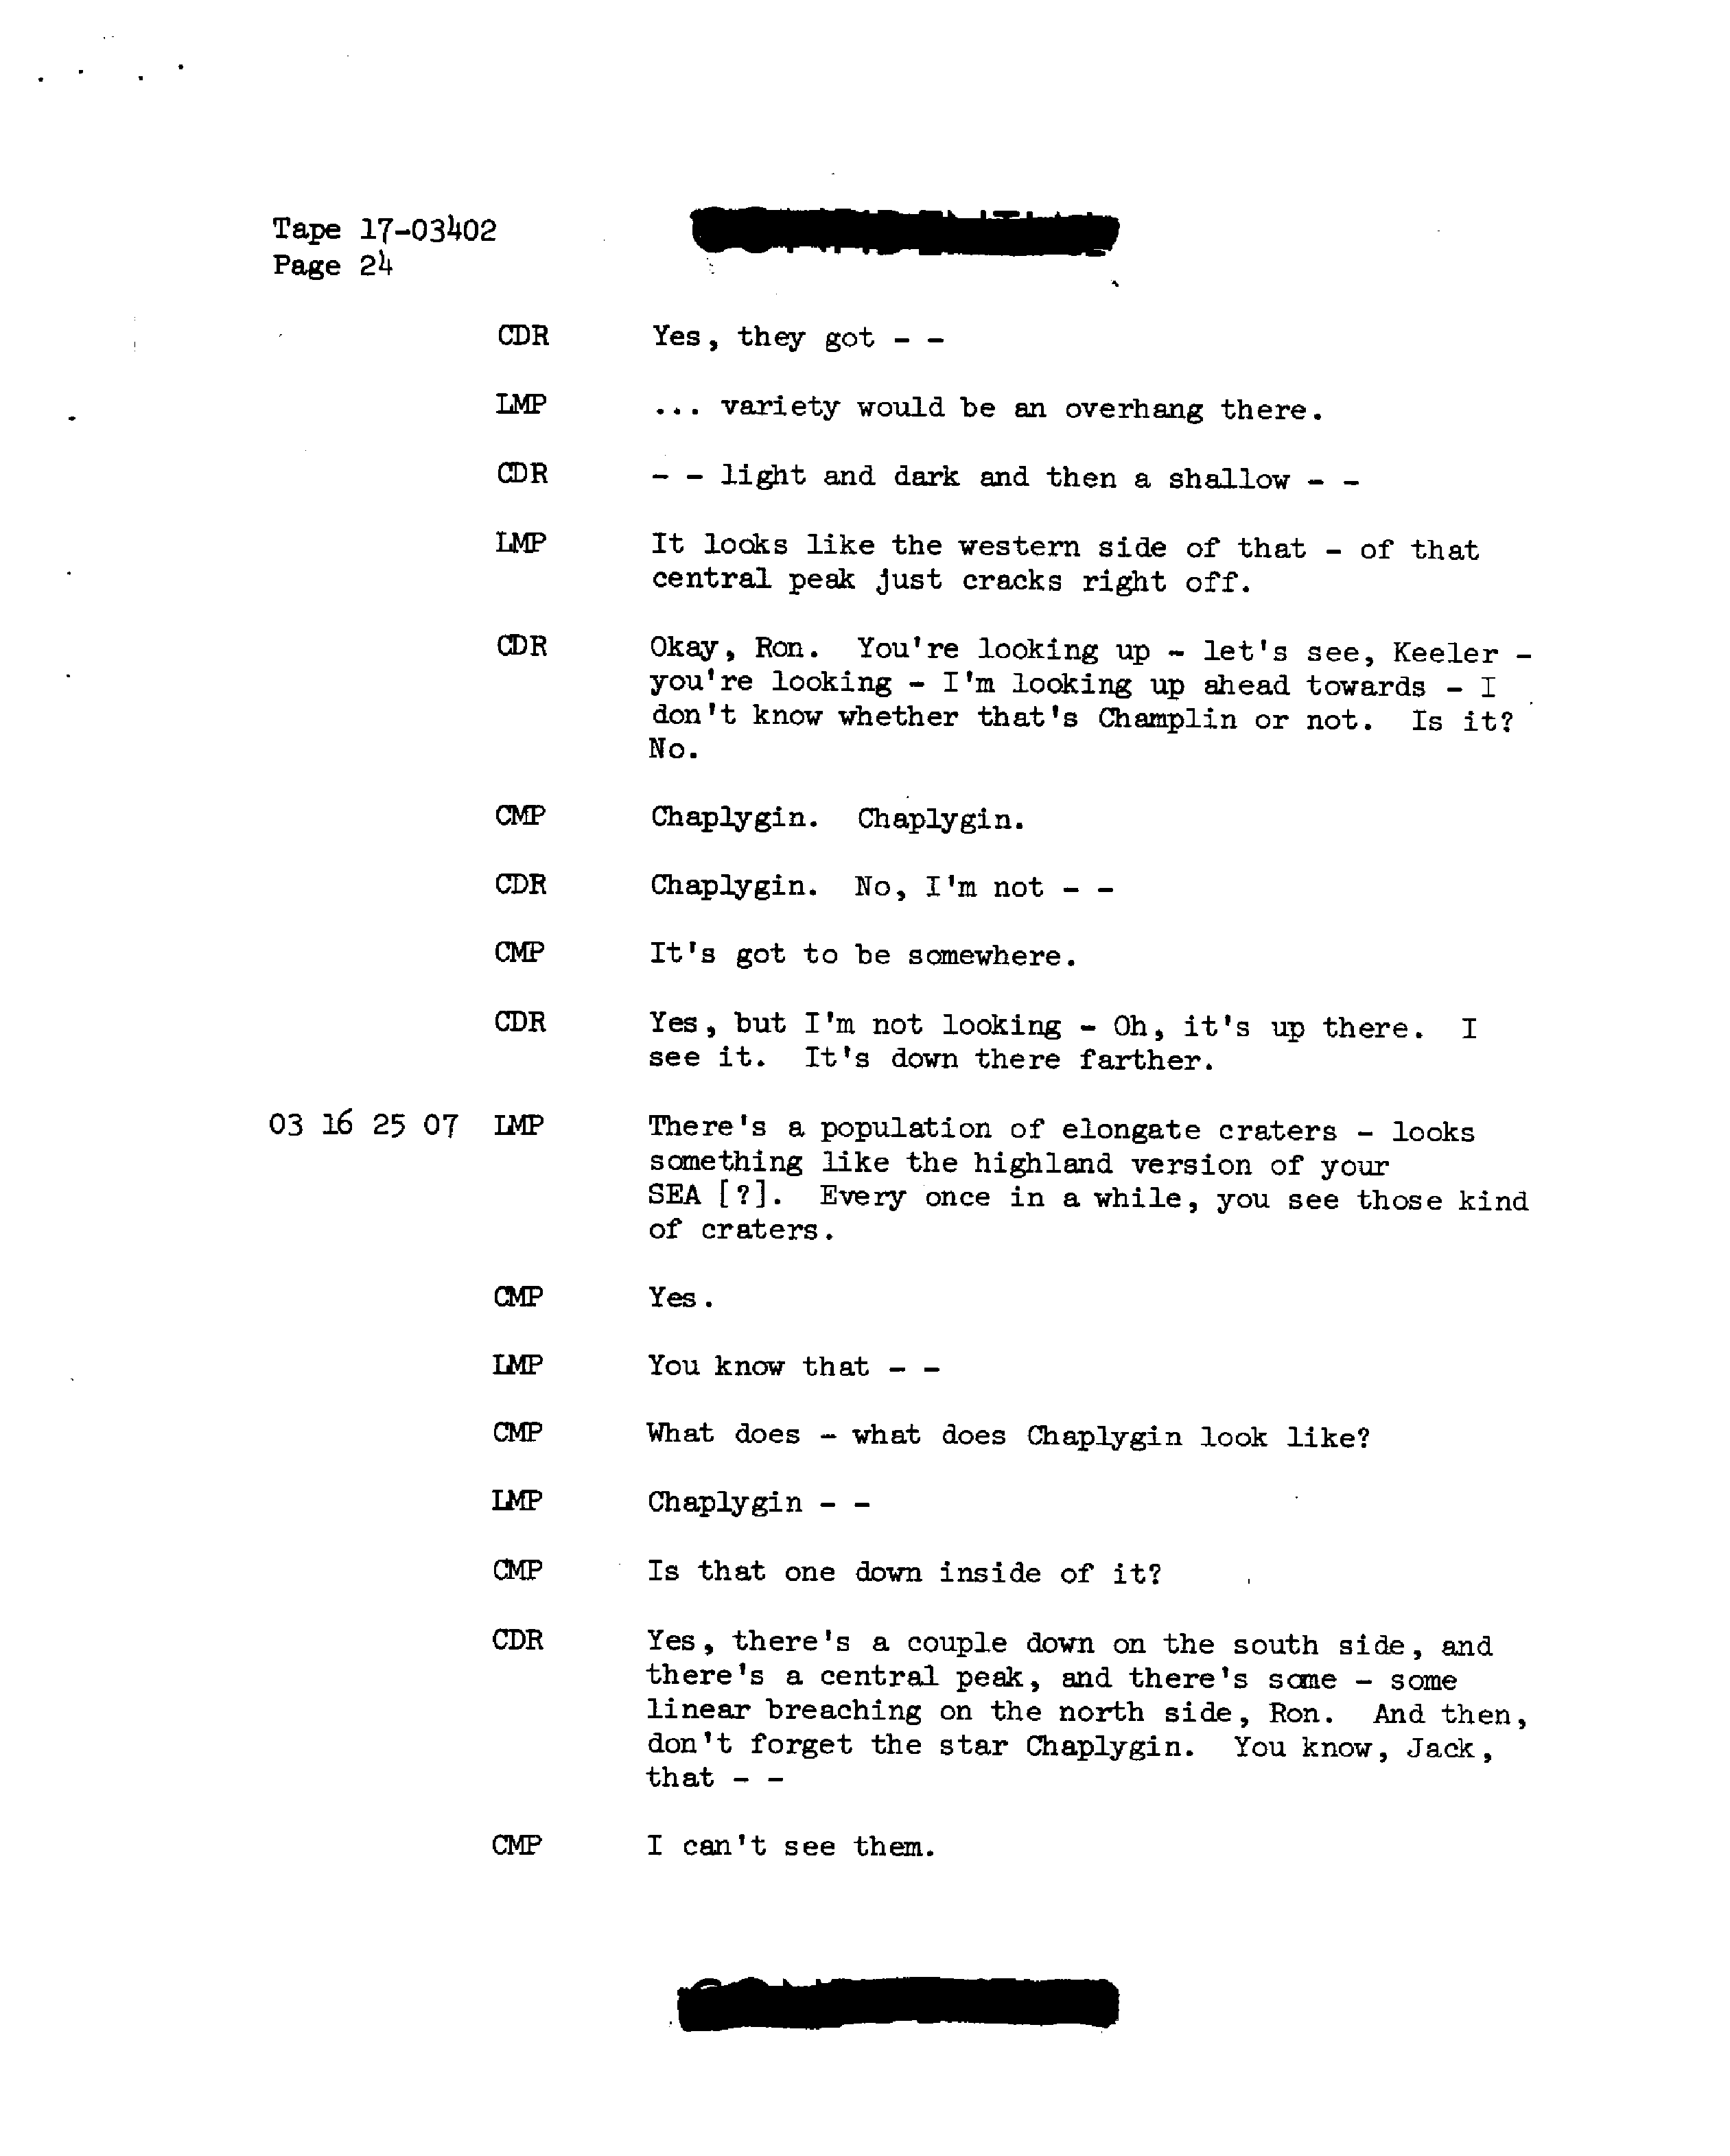 Tape 17-03402
Page 24
CDR Yes, they got - -
LMP ... variety would be an overhang there.
CDR - - light and dark and then a shallow - -
LMP It looks like the western side of that - of that
central peak just cracks right off.
CDR Okay, Ron. You're looking up - let's see, Keeler -
you're looking - I'm looking up ahead towards - I
don't know whether that's Champlin or not. Is it?
No.
CMP Chaplygin. Chaplygin.
CDR Chaplygin. No, I'm not - -
CMP It's got to be somewhere.
CDR Yes, but I'm not looking - Oh, it's up there. I
see it. It's down there farther.
03 16 25 07 LMP There's a population of elongate craters - looks
something like the highland version of your
SEA [?]. Every once in a while, you see those kind
of craters.
CMP Yes.
LMP You know that - -
CMP What does - what does Chaplygin look like?
LMP Chaplygin - -
CMP Is that one down inside of it?
CDR Yes, there's a couple down on the south side, and
there's a central peak, and there's some - some
linear breaching on the north side, Ron. And then,
don't forget the star Chaplygin. You know, Jack,
that - -
CMP I can't see them.